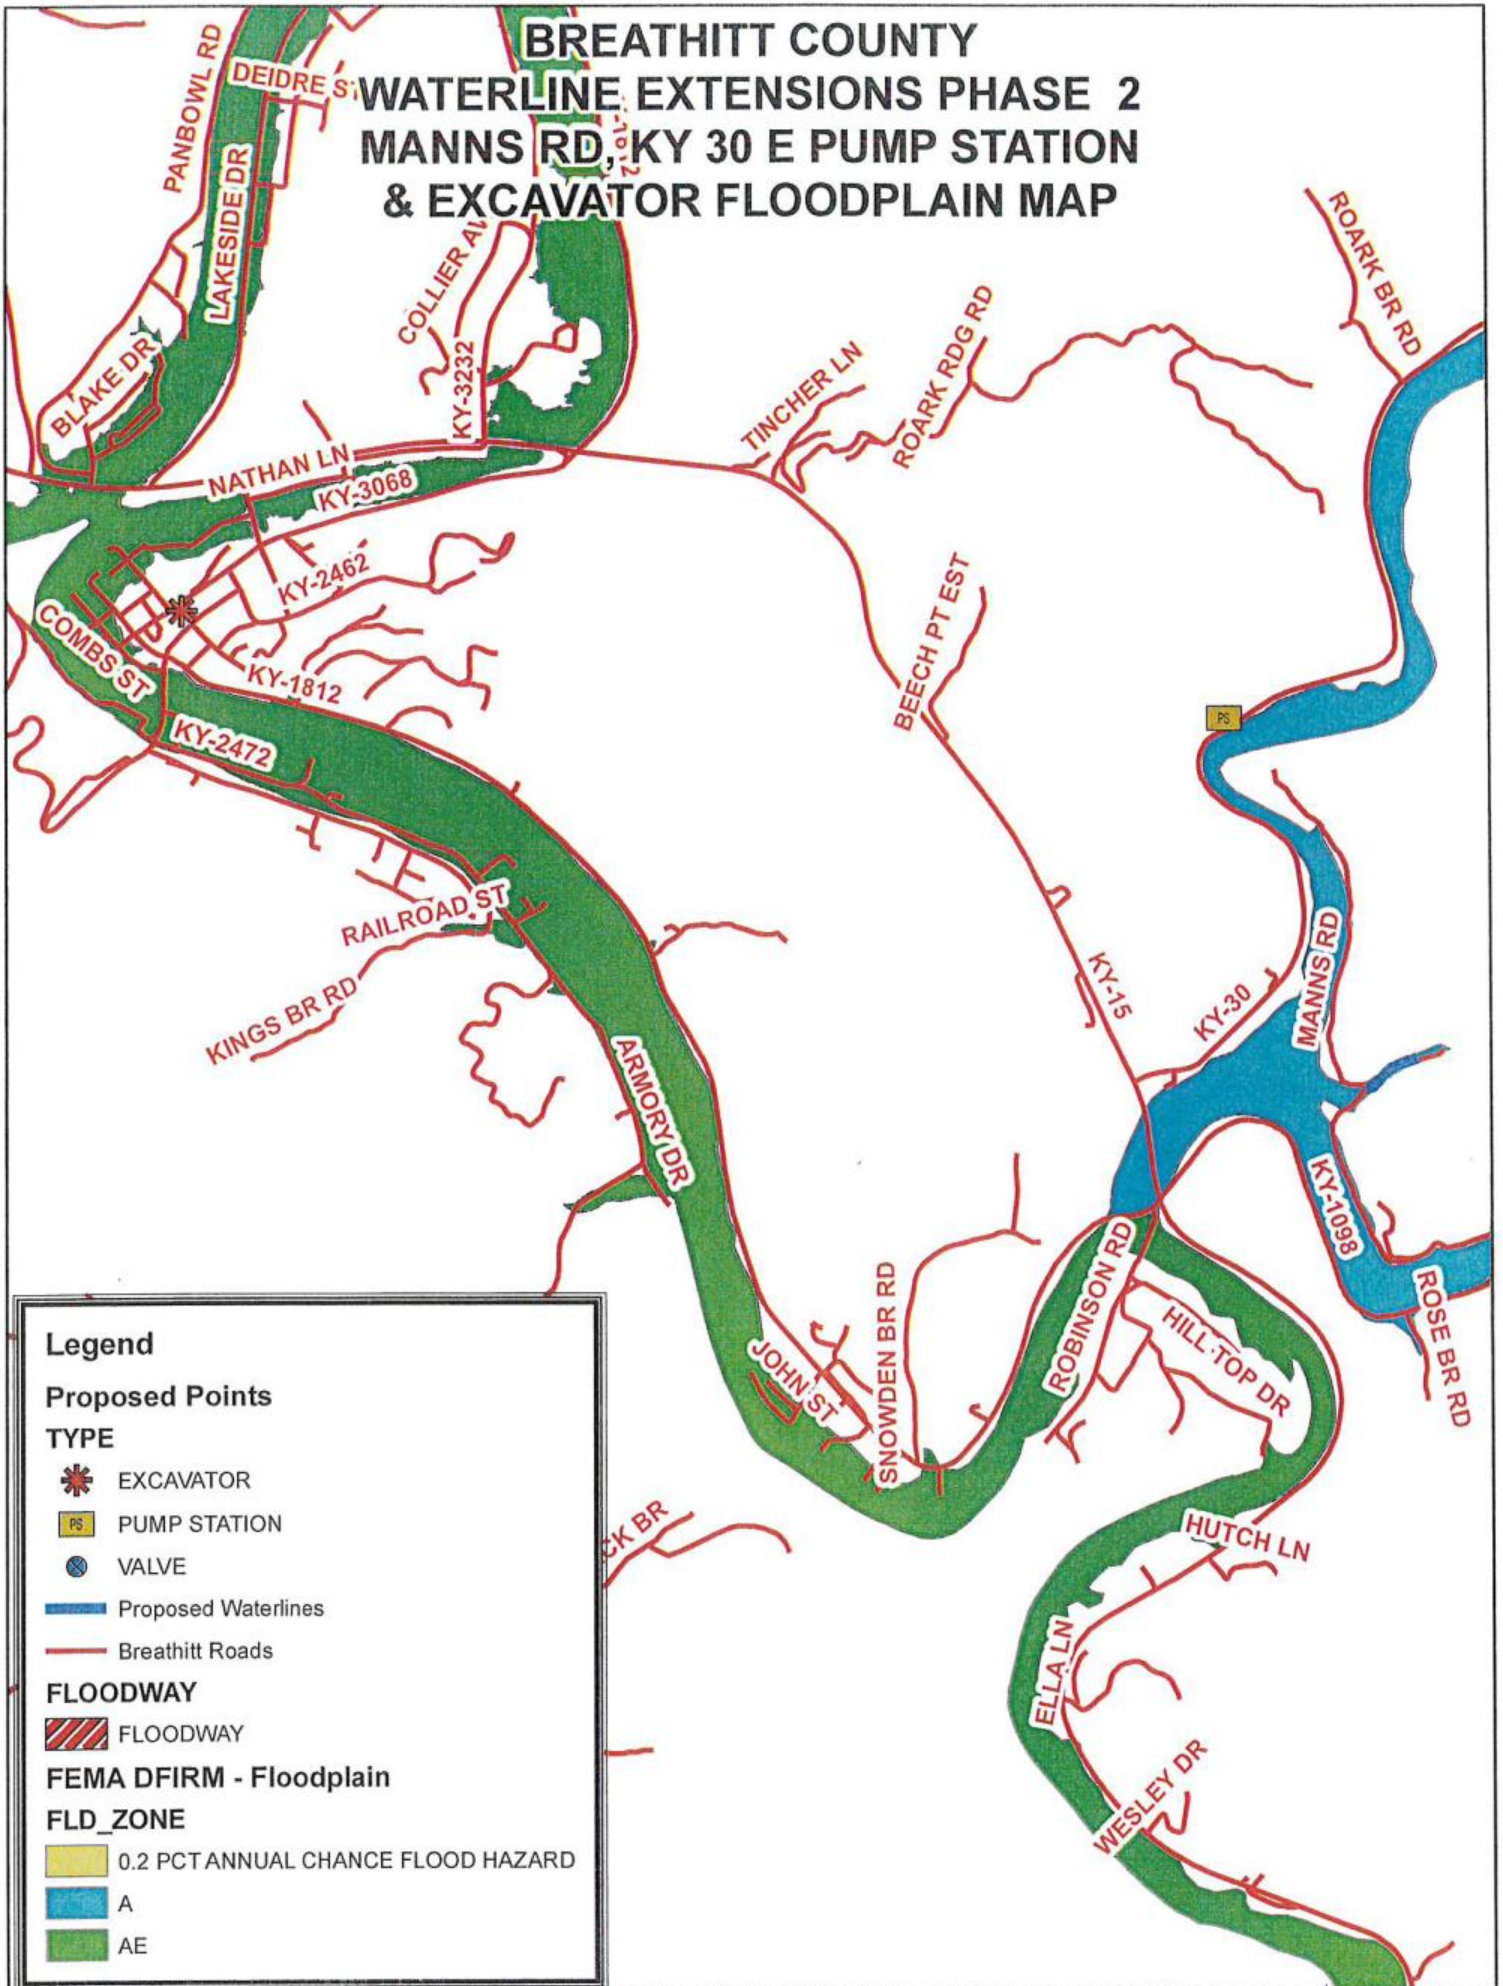 BREATHITT COUNTY
WATERLINE EXTENSIONS PHASE 2
MANNS RD, KY 30 E PUMP STATION
& EXCAVATOR FLOODPLAIN MAP
PANBOWL RD
DEIDRE ST
LAKESIDE DR
COLLIER AV
KY-3232
BLAKE DR
NATHAN LN
KY-3068
TINCHER LN
ROARK RDG RD
ROARK BR RD
KY-2462
COMBS ST
KY-1812
KY-2472
BEECH PT EST
PS
RAILROAD ST
KINGS BR RD
ARMORY DR
KY-15
KY-30
MANNS RD
KY-1098
ROSE BR RD
ROBINSON RD
HILL TOP DR
SNOWDEN BR RD
JOHN ST
HUTCH LN
CK BR
ELLA LN
WESLEY DR
Legend
Proposed Points
TYPE
EXCAVATOR
PS PUMP STATION
VALVE
Proposed Waterlines
Breathitt Roads
FLOODWAY
FLOODWAY
FEMA DFIRM - Floodplain
FLD_ZONE
0.2 PCT ANNUAL CHANCE FLOOD HAZARD
A
AE